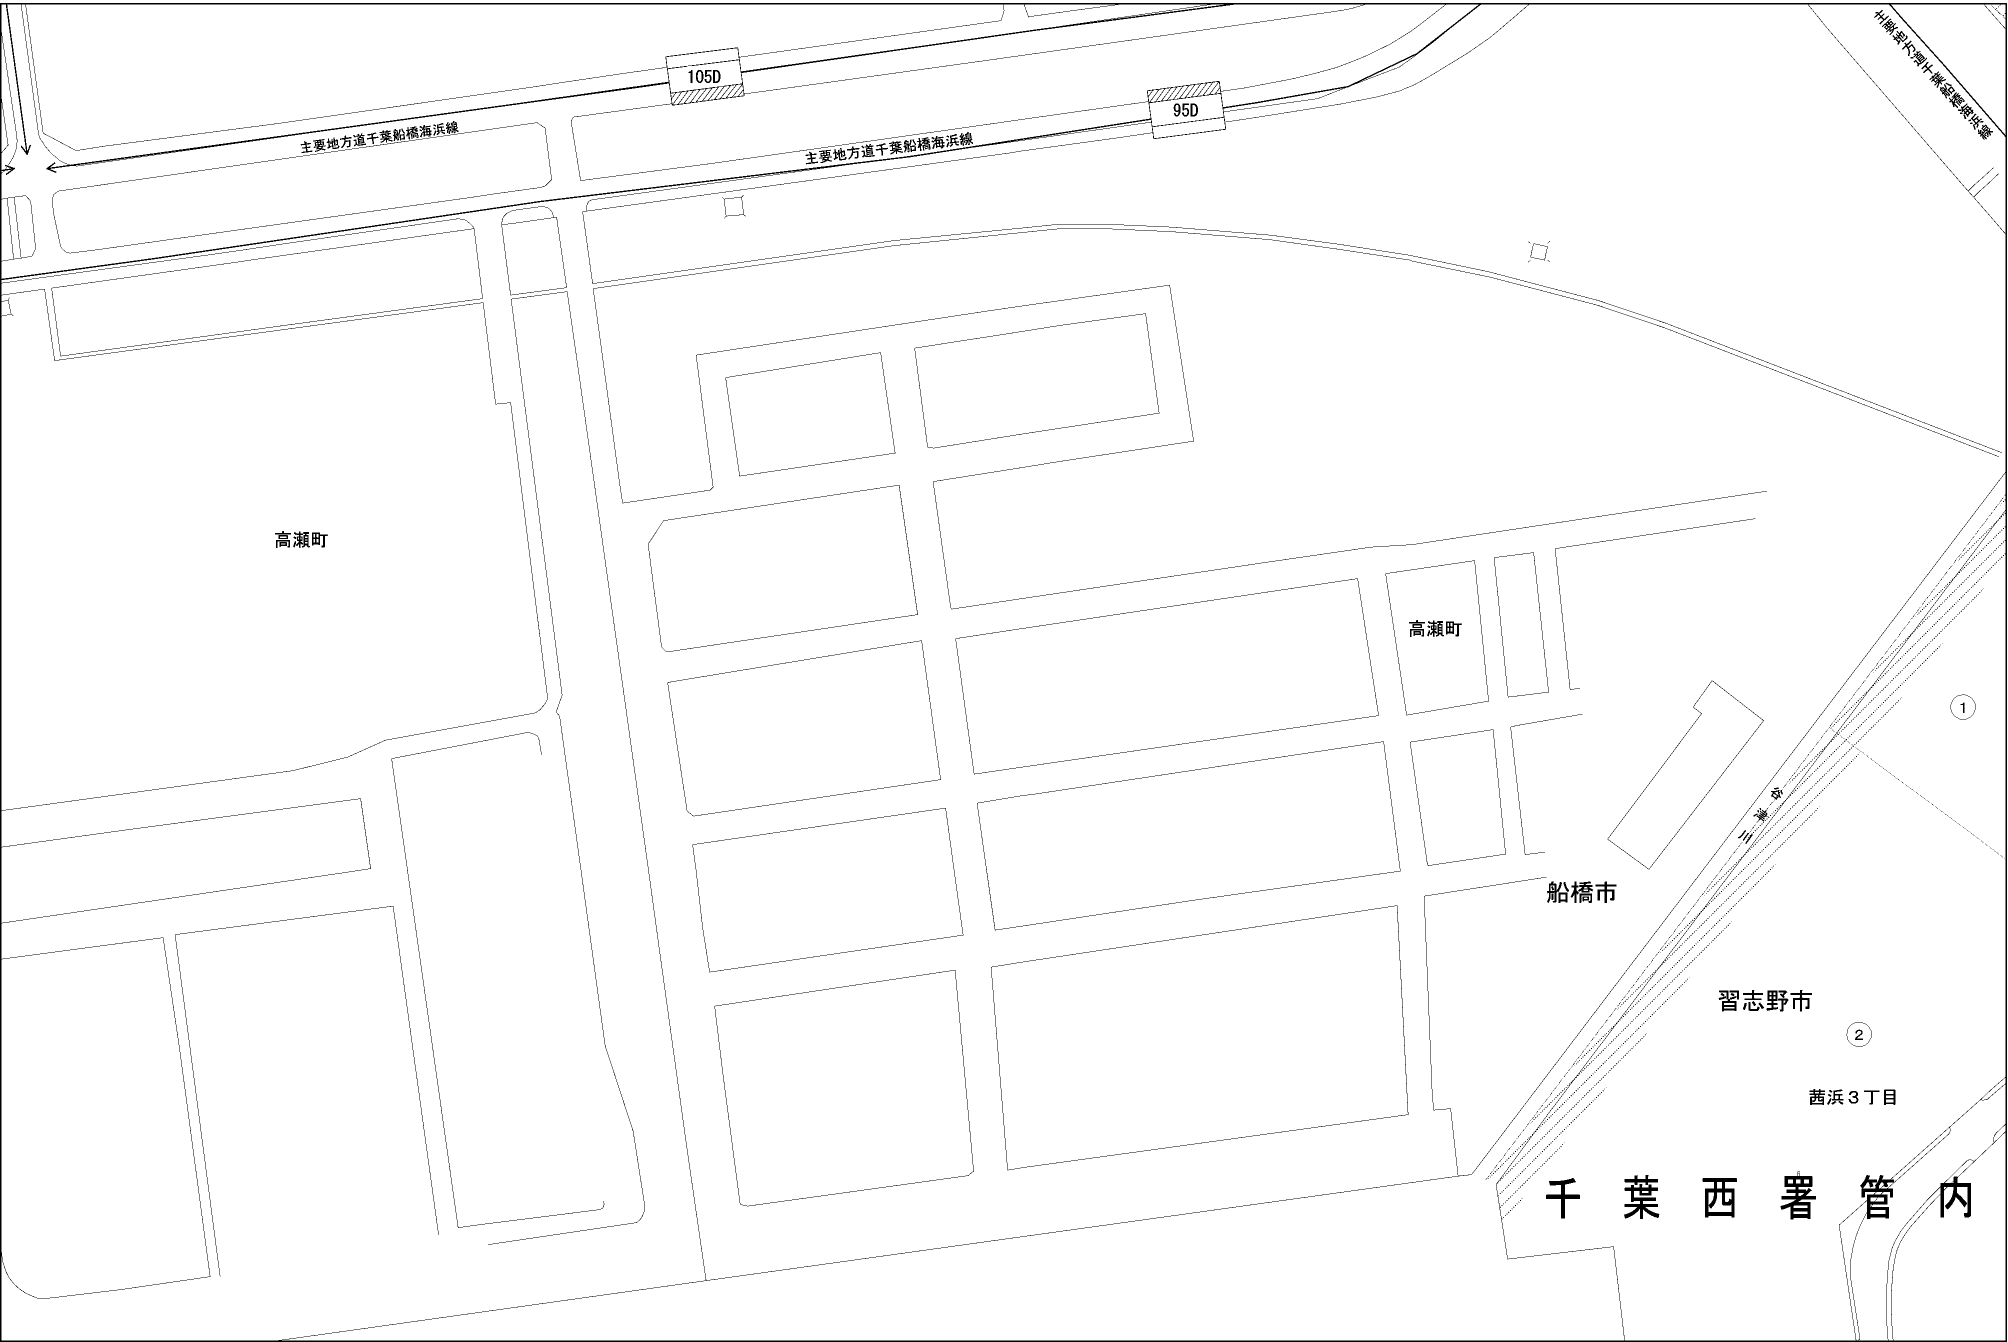 105D
95D
主要地方道千葉船橋海浜線
主要地方道千葉船橋海浜線
主要地方道千葉船橋海浜線
高瀬町
高瀬町
①
谷津川
船橋市
習志野市
②
茜浜3丁目
千葉西署管内